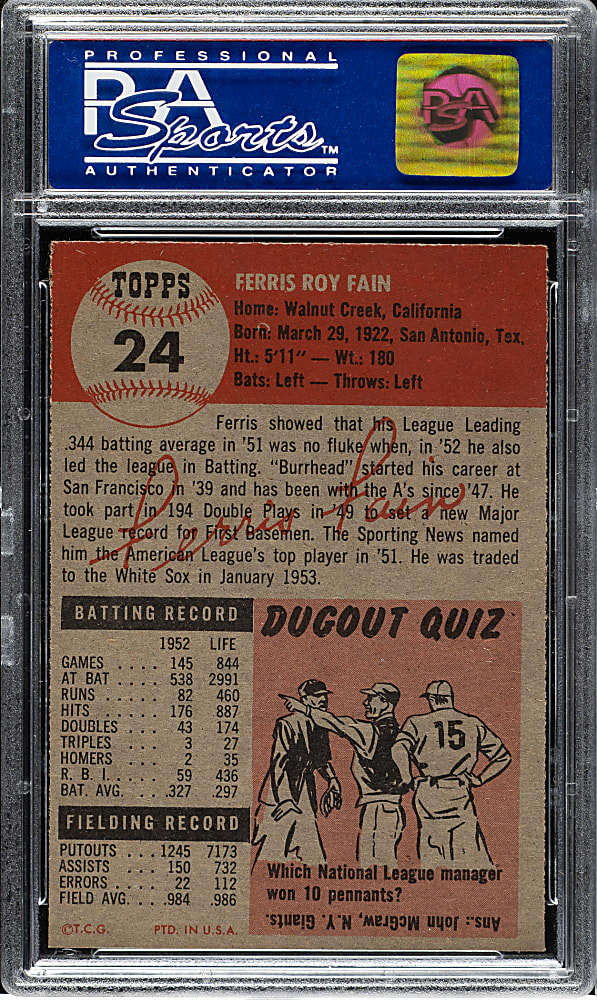 PROFESSIONAL
PSA
Sports™
AUTHENTICATOR
PSA
TOPPS
24
FERRIS ROY FAIN
Home: Walnut Creek, California
Born: March 29, 1922, San Antonio, Tex.
Ht.: 5'11" — Wt.: 180
Bats: Left — Throws: Left
Ferris showed that his League Leading
.344 batting average in '51 was no fluke when, in '52 he also
led the league in Batting. "Burrhead" started his career at
San Francisco in '39 and has been with the A's since '47. He
took part in 194 Double Plays in '49 to set a new Major
League record for First Basemen. The Sporting News named
him the American League's top player in '51. He was traded
to the White Sox in January 1953.
Ferris Fain
BATTING RECORD
1952 LIFE
GAMES .... 145 844
AT BAT .... 538 2991
RUNS .... 82 460
HITS .... 176 887
DOUBLES .... 43 174
TRIPLES .... 3 27
HOMERS .... 2 35
R. B. I. .... 59 436
BAT. AVG. ... .327 .297
FIELDING RECORD
PUTOUTS ... 1245 7173
ASSISTS .... 150 732
ERRORS .... 22 112
FIELD AVG. ... .984 .986
©T.C.G. PTD. IN U.S.A.
DUGOUT QUIZ
15
Which National League manager
won 10 pennants?
Ans.: John McGraw, N.Y. Giants.